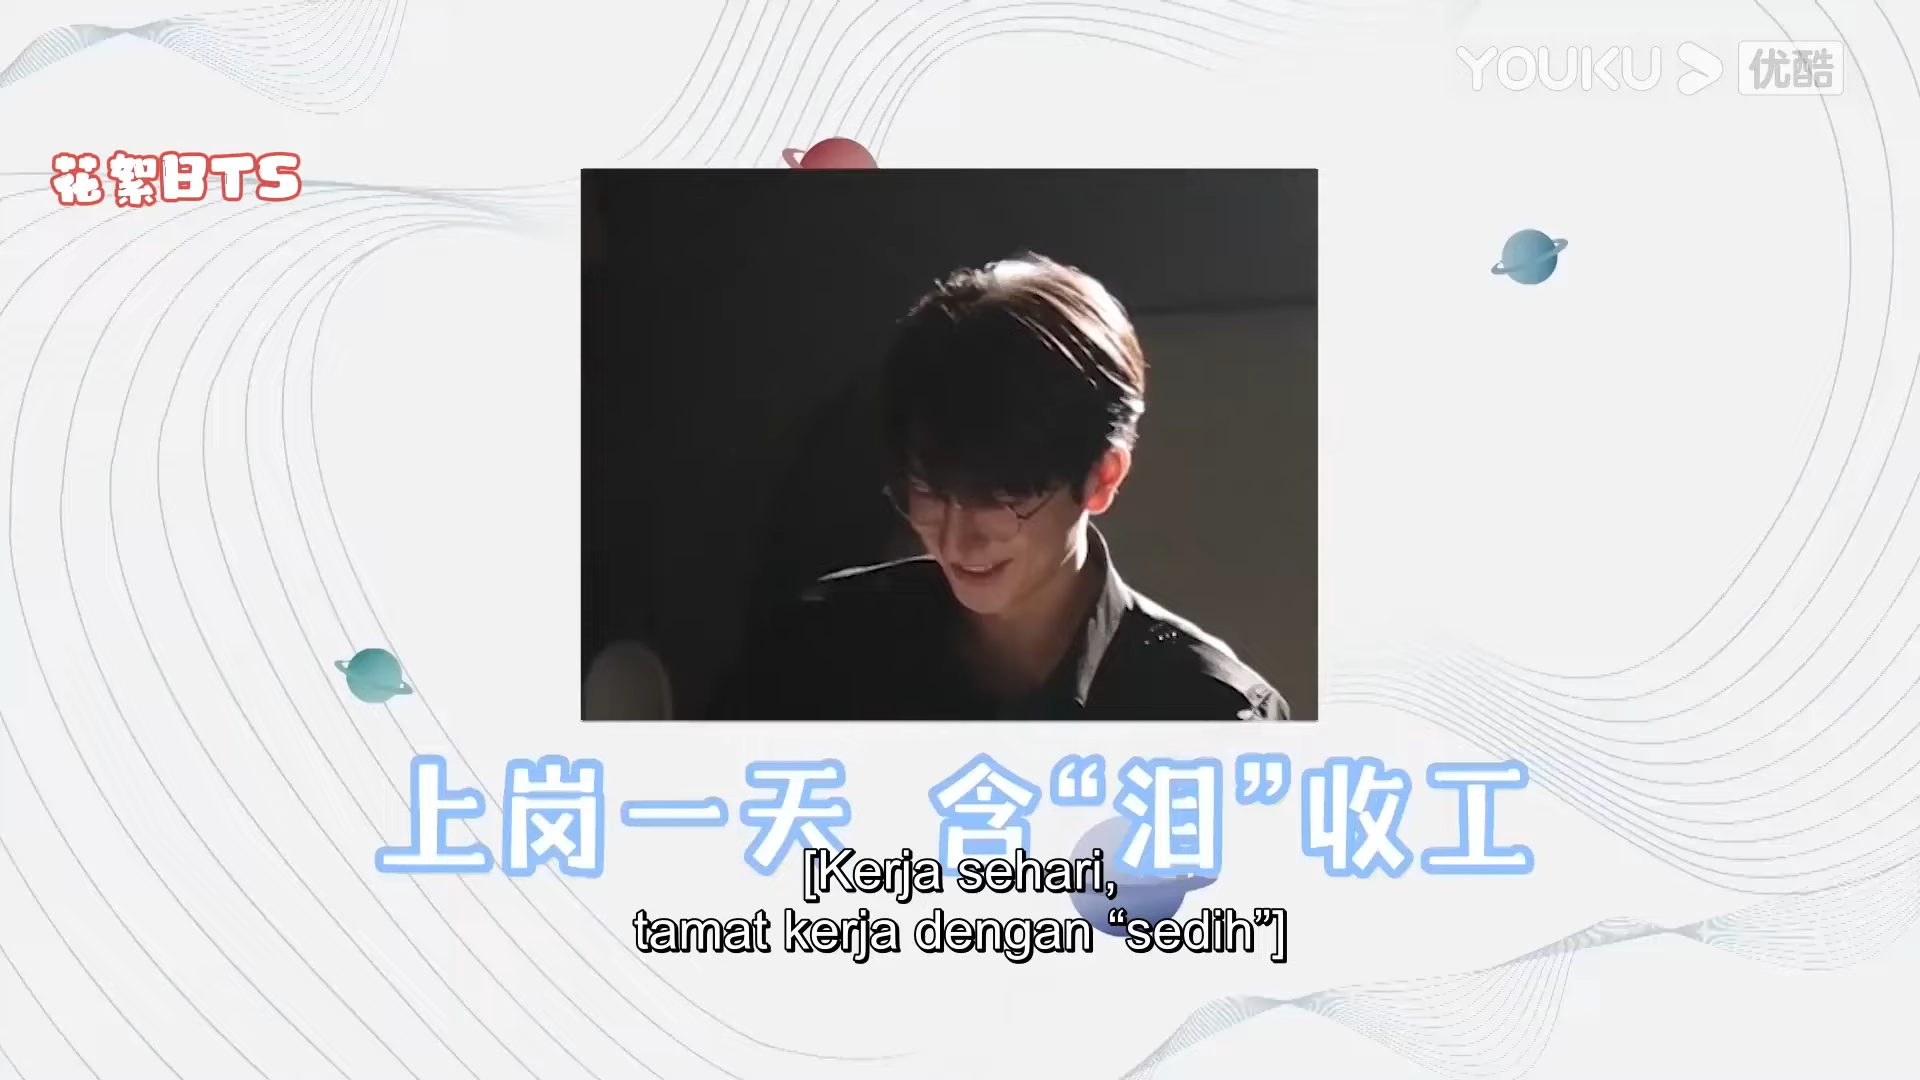 YOUKU 优酷
花絮BTS
上岗一天 含“泪”收工
[Kerja sehari,
tamat kerja dengan “sedih”]